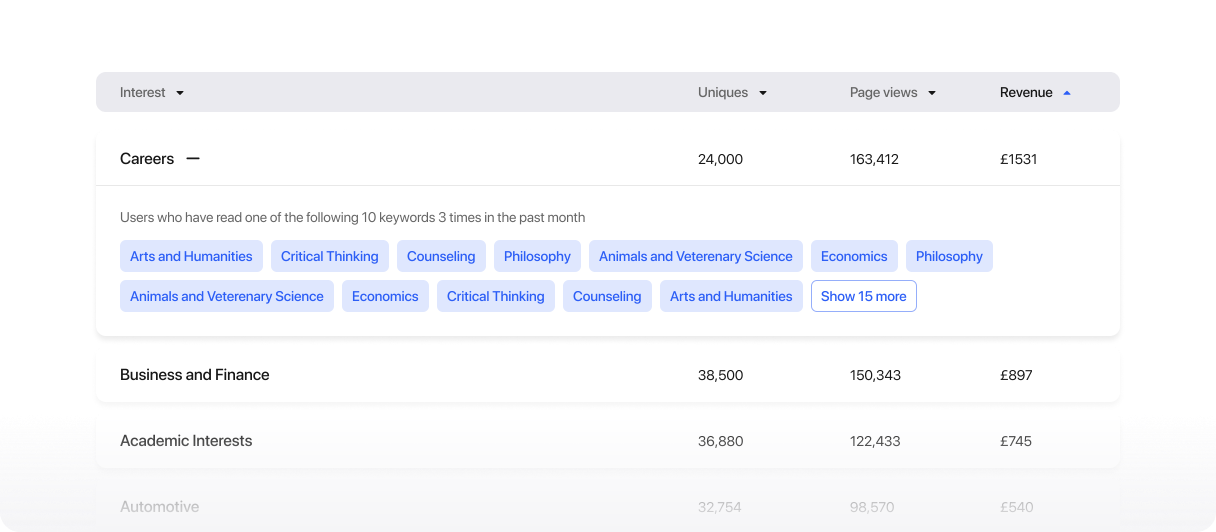 Interest Uniques Page views Revenue
Careers 24,000 163,412 £1531
Users who have read one of the following 10 keywords 3 times in the past month
Arts and Humanities Critical Thinking Counseling Philosophy Animals and Veterenary Science Economics Philosophy
Animals and Veterenary Science Economics Critical Thinking Counseling Arts and Humanities Show 15 more
Business and Finance 38,500 150,343 £897
Academic Interests 36,880 122,433 £745
Automotive 32,754 98,570 £540